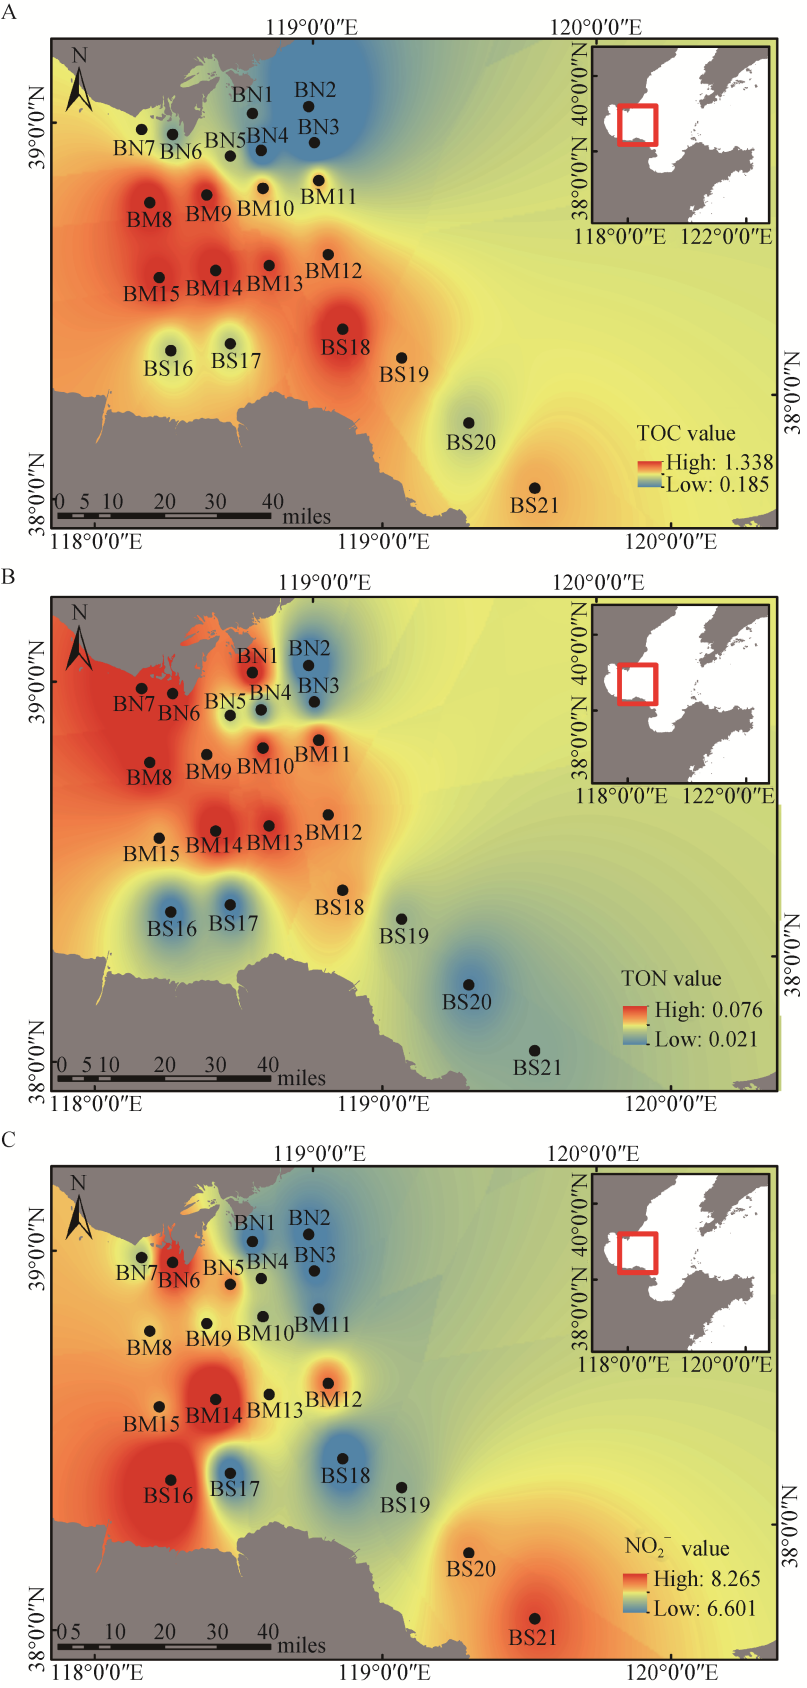 A
119°0′0″E 120°0′0″E
N
39°0′0″N
40°0′0″N
38°0′0″N
118°0′0″E 122°0′0″E
BN1 BN2
BN3
BN4
BN5
BN6
BN7
BM8 BM9 BM10 BM11
BM15 BM14 BM13 BM12
BS16 BS17 BS18 BS19
BS20
BS21
38°0′0″N
TOC value
High: 1.338
Low: 0.185
38°0′0″N
0 5 10 20 30 40
miles
118°0′0″E 119°0′0″E 120°0′0″E
B
119°0′0″E 120°0′0″E
N
39°0′0″N
40°0′0″N
38°0′0″N
118°0′0″E 122°0′0″E
BN1 BN2
BN3
BN4
BN5
BN6
BN7
BM8 BM9 BM10 BM11
BM15 BM14 BM13 BM12
BS16 BS17 BS18 BS19
BS20
BS21
38°0′0″N
TON value
High: 0.076
Low: 0.021
38°0′0″N
0 5 10 20 30 40
miles
118°0′0″E 119°0′0″E 120°0′0″E
C
119°0′0″E 120°0′0″E
N
39°0′0″N
40°0′0″N
38°0′0″N
118°0′0″E 120°0′0″E
BN1 BN2
BN3
BN4
BN5
BN6
BN7
BM8 BM9 BM10 BM11
BM15 BM14 BM13 BM12
BS16 BS17 BS18 BS19
BS20
BS21
38°0′0″N
NO₂⁻ value
High: 8.265
Low: 6.601
38°0′0″N
0 5 10 20 30 40
miles
118°0′0″E 119°0′0″E 120°0′0″E